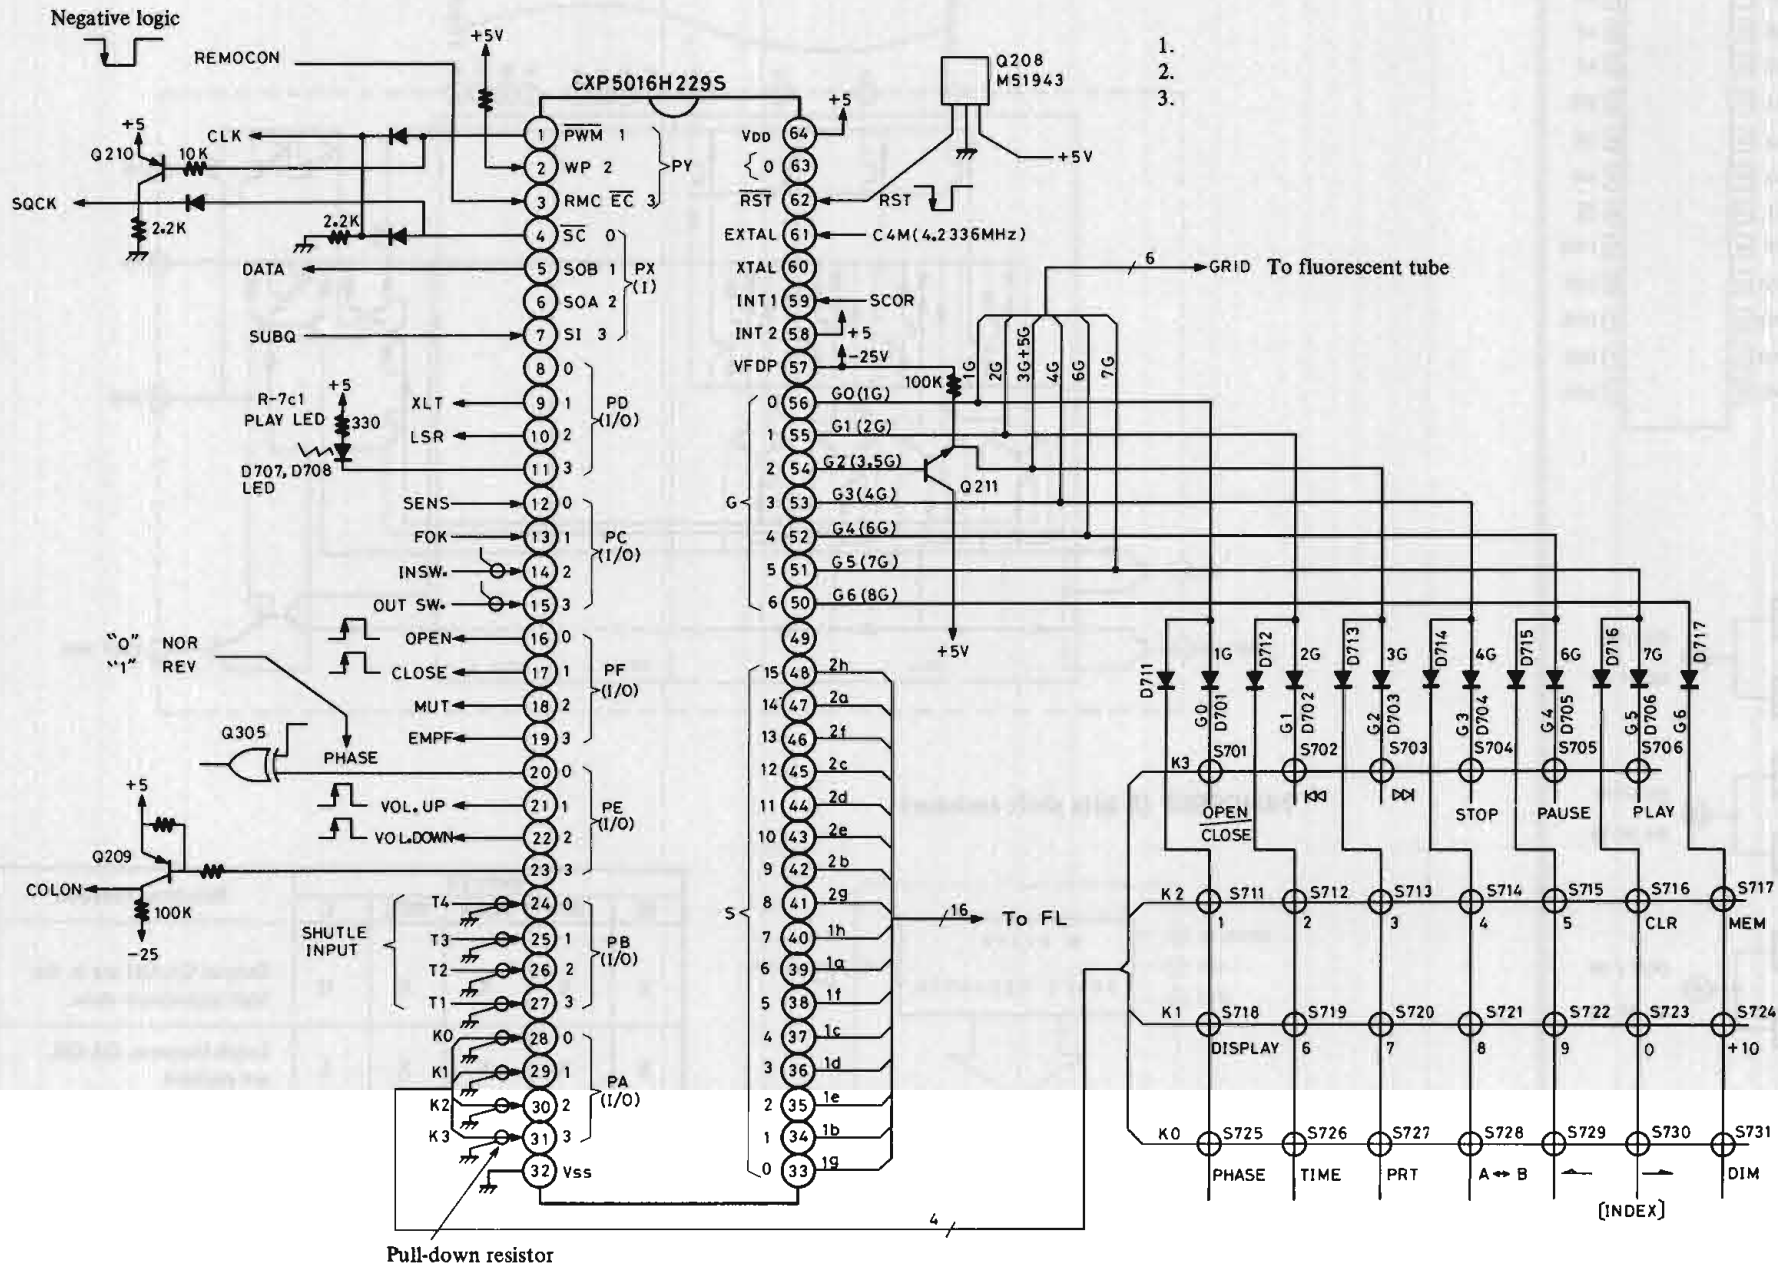 Negative logic
REMOCON
+5V
CXP5016H229S
Q208
M51943
+5V
1.
2.
3.
+5
Q210
CLK
10K
SQCK
2.2K
2.2K
DATA
SUBQ
R-7c1
PLAY LED
+5
330
D707, D708
LED
XLT
LSR
SENS
FOK
INSW.
OUT SW.
OPEN
CLOSE
MUT
EMPF
"0" NOR
"1" REV
PHASE
Q305
VOL.UP
VOL.DOWN
+5
Q209
COLON
100K
-25
SHUTLE
INPUT
T4
T3
T2
T1
K0
K1
K2
K3
Pull-down resistor
1 PWM 1
2 WP 2
3 RMC EC 3
PY
4 SC 0
5 SOB 1
6 SOA 2
7 SI 3
PX
(I)
8 0
9 1
10 2
11 3
PD
(I/O)
12 0
13 1
14 2
15 3
PC
(I/O)
16 0
17 1
18 2
19 3
PF
(I/O)
20 0
21 1
22 2
23 3
PE
(I/O)
24 0
25 1
26 2
27 3
PB
(I/O)
28 0
29 1
30 2
31 3
PA
(I/O)
32 Vss
VDD 64 +5
0 63
RST 62 RST
EXTAL 61 C4M(4.2336MHz)
XTAL 60
INT1 59 SCOR
INT 2 58 +5
VFDP 57 -25V
100K
G
0 56 G0(1G)
1 55 G1(2G)
2 54 G2(3,5G)
3 53 G3(4G)
4 52 G4(6G)
5 51 G5(7G)
6 50 G6(8G)
49
Q211
+5V
6 GRID To fluorescent tube
1G 2G 3G+5G 4G 6G 7G
S
15 48 2h
14 47 2a
13 46 2f
12 45 2c
11 44 2d
10 43 2e
9 42 2b
8 41 2g
7 40 1h
6 39 1a
5 38 1f
4 37 1c
3 36 1d
2 35 1e
1 34 1b
0 33 1g
16 To FL
4
D711 D712 D713 D714 D715 D716 D717
1G 2G 3G 4G 6G 7G
G0 G1 G2 G3 G4 G5 G6
D701 D702 D703 D704 D705 D706
K3 S701 S702 S703 S704 S705 S706
OPEN
CLOSE
STOP PAUSE PLAY
K2 S711 S712 S713 S714 S715 S716 S717
1 2 3 4 5 CLR MEM
K1 S718 S719 S720 S721 S722 S723 S724
DISPLAY 6 7 8 9 0 +10
K0 S725 S726 S727 S728 S729 S730 S731
PHASE TIME PRT A↔B ← → DIM
[INDEX]